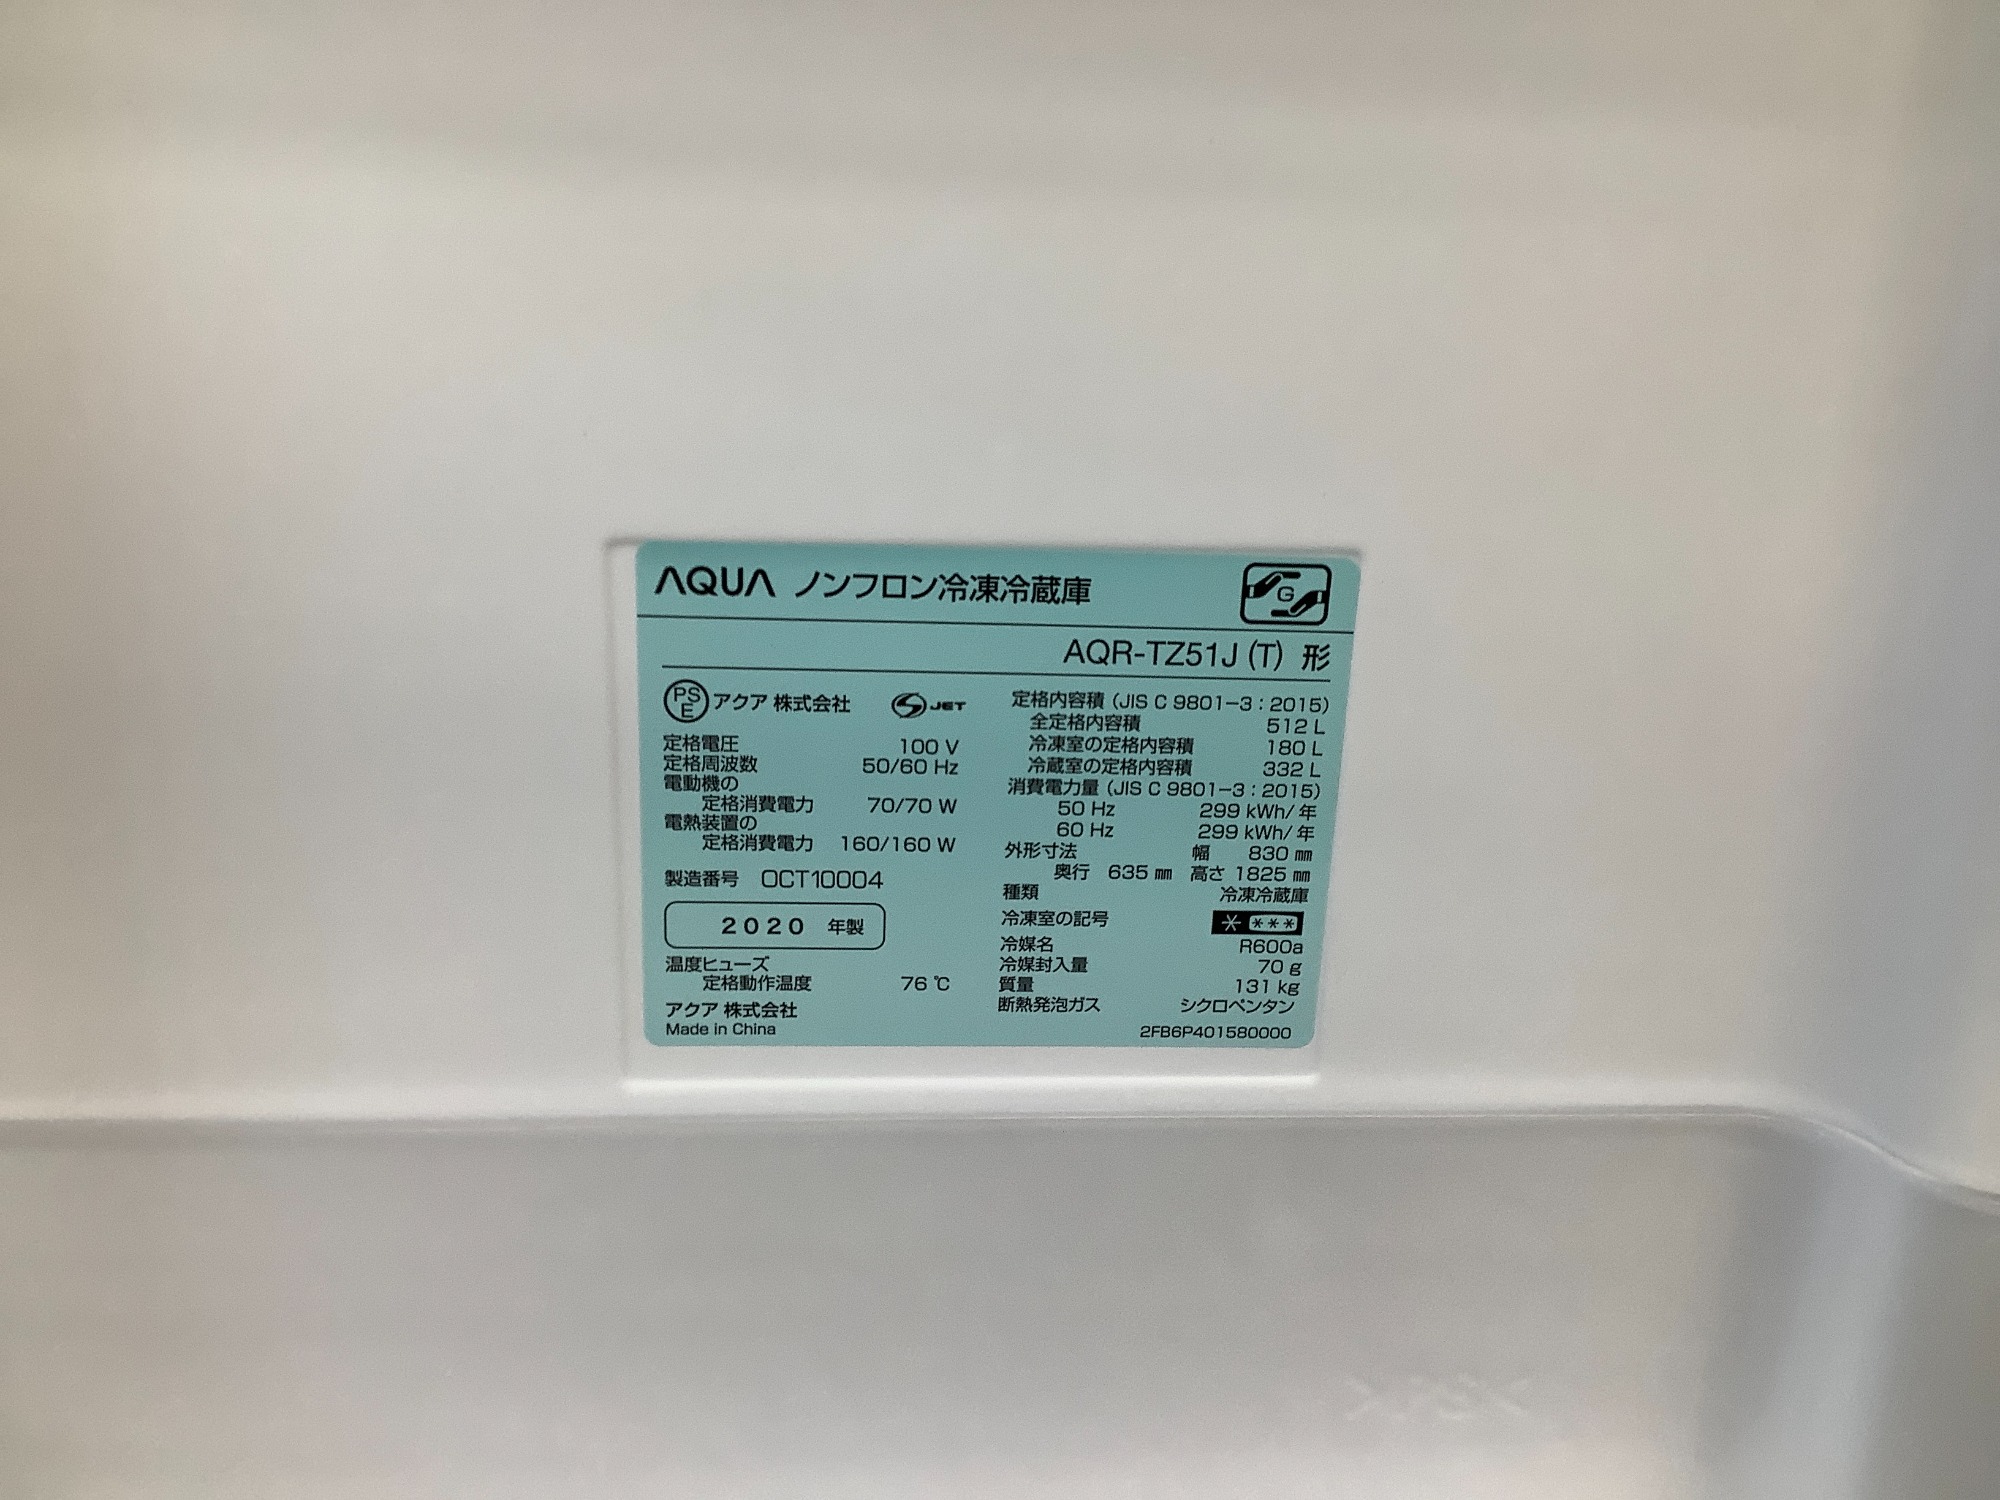 AQUA ノンフロン冷凍冷蔵庫
G
AQR-TZ51J (T) 形
PSE アクア 株式会社 JET
定格電圧 100 V
定格周波数 50/60 Hz
電動機の
定格消費電力 70/70 W
電熱装置の
定格消費電力 160/160 W
製造番号 OCT10004
2020 年製
温度ヒューズ
定格動作温度 76 ℃
アクア 株式会社
Made in China
定格内容積 (JIS C 9801-3 : 2015)
全定格内容積 512 L
冷凍室の定格内容積 180 L
冷蔵室の定格内容積 332 L
消費電力量 (JIS C 9801-3 : 2015)
50 Hz 299 kWh/年
60 Hz 299 kWh/年
外形寸法 幅 830 ㎜
奥行 635 ㎜ 高さ 1825 ㎜
種類 冷凍冷蔵庫
冷凍室の記号 * ***
冷媒名 R600a
冷媒封入量 70 g
質量 131 kg
断熱発泡ガス シクロペンタン
2FB6P401580000